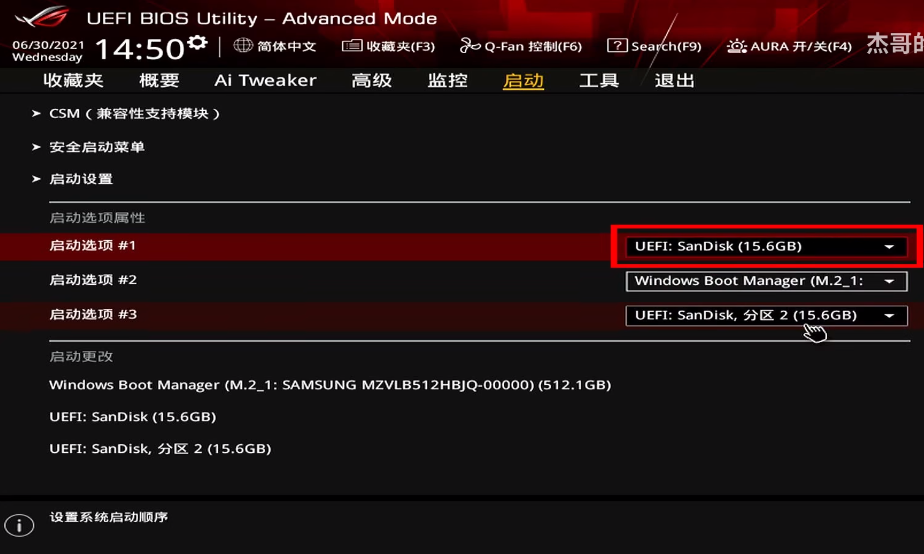 UEFI BIOS Utility – Advanced Mode
06/30/2021
Wednesday
14:50
简体中文
收藏夹(F3)
Q-Fan 控制(F6)
Search(F9)
AURA 开/关(F4)
杰哥的
收藏夹 概要 Ai Tweaker 高级 监控 启动 工具 退出
CSM（兼容性支持模块）
安全启动菜单
启动设置
启动选项属性
启动选项 #1 UEFI: SanDisk (15.6GB)
启动选项 #2 Windows Boot Manager (M.2_1:
启动选项 #3 UEFI: SanDisk, 分区 2 (15.6GB)
启动更改
Windows Boot Manager (M.2_1: SAMSUNG MZVLB512HBJQ-00000) (512.1GB)
UEFI: SanDisk (15.6GB)
UEFI: SanDisk, 分区 2 (15.6GB)
设置系统启动顺序